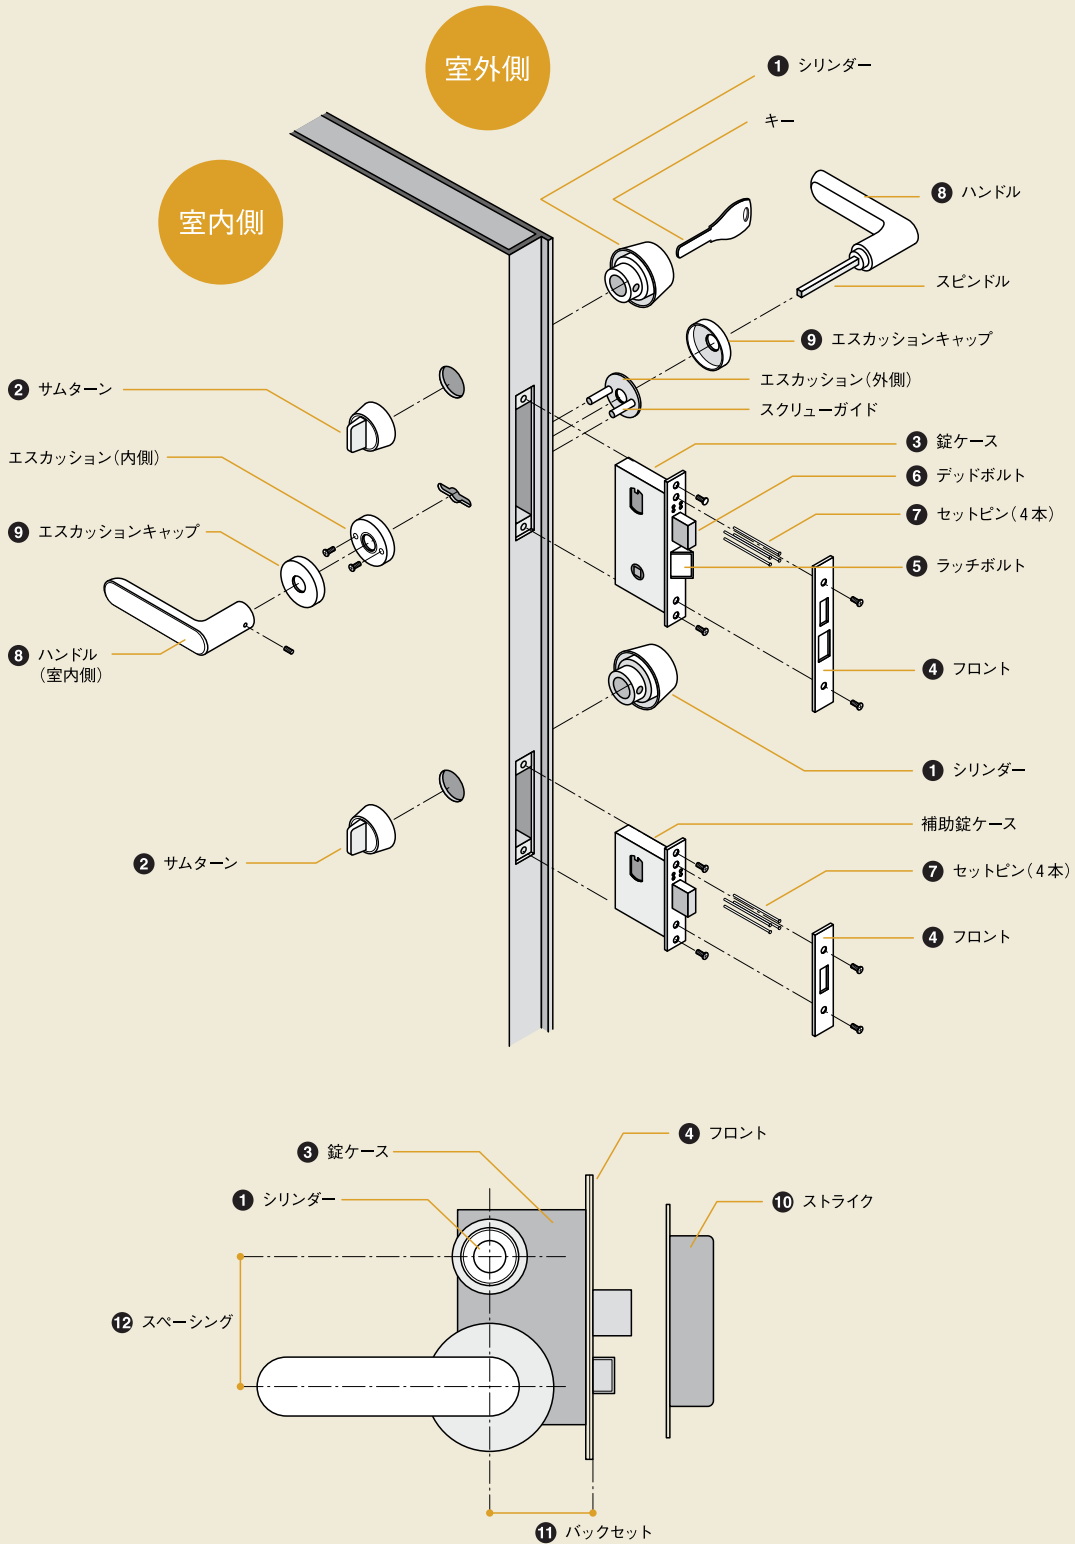 室外側
室内側
❶ シリンダー
キー
❽ ハンドル
スピンドル
❾ エスカッションキャップ
エスカッション(外側)
スクリューガイド
❷ サムターン
エスカッション(内側)
❾ エスカッションキャップ
❽ ハンドル
(室内側)
❸ 錠ケース
❻ デッドボルト
❼ セットピン(4本)
❺ ラッチボルト
❹ フロント
❶ シリンダー
補助錠ケース
❷ サムターン
❼ セットピン(4本)
❹ フロント
❹ フロント
❸ 錠ケース
❶ シリンダー
❿ ストライク
⓬ スペーシング
⓫ バックセット